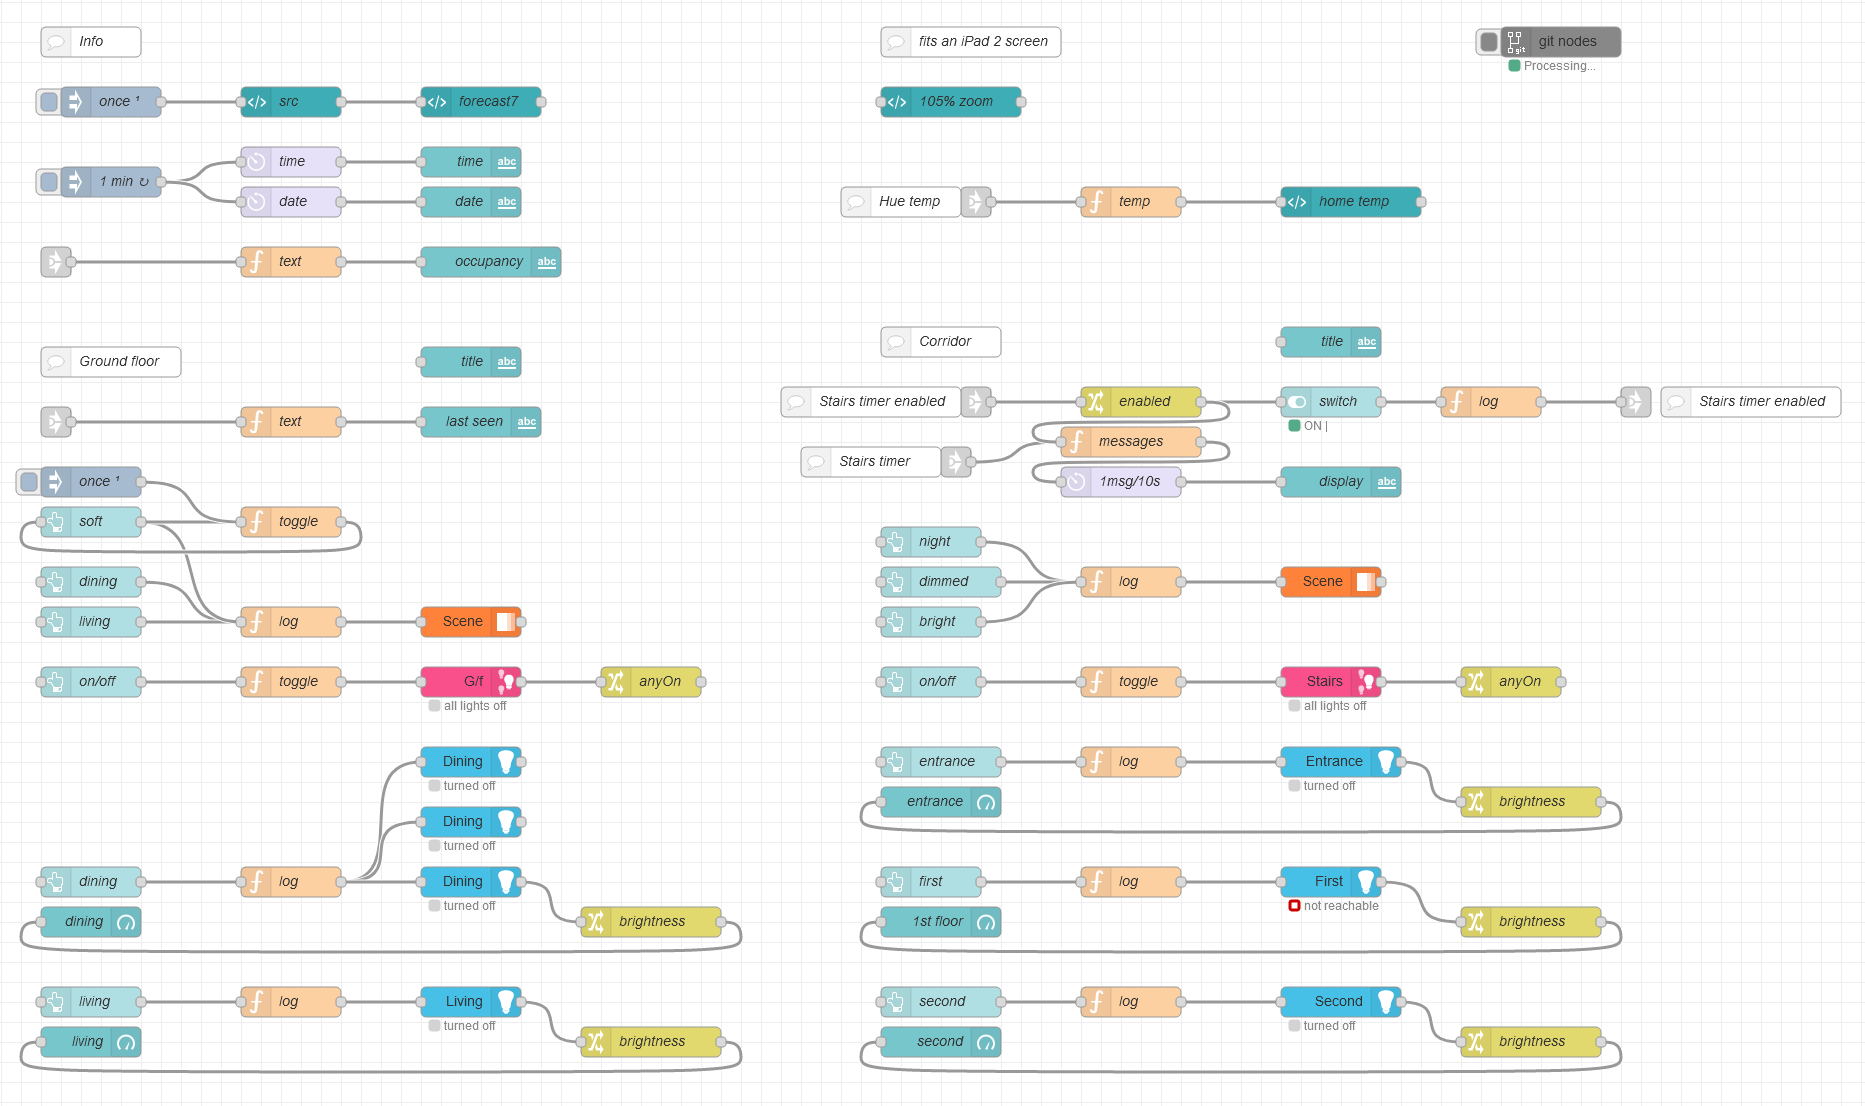 Info
once ¹
src
forecast7
1 min ↻
time
time
abc
date
date
abc
text
occupancy
abc
Ground floor
title
abc
text
last seen
abc
once ¹
soft
toggle
dining
living
log
Scene
on/off
toggle
G/f
anyOn
all lights off
Dining
turned off
Dining
turned off
dining
log
Dining
turned off
dining
brightness
living
log
Living
turned off
living
brightness
fits an iPad 2 screen
git nodes
git
Processing...
105% zoom
Hue temp
temp
home temp
Corridor
title
abc
Stairs timer enabled
enabled
switch
log
Stairs timer enabled
ON |
messages
Stairs timer
1msg/10s
display
abc
night
dimmed
log
Scene
bright
on/off
toggle
Stairs
anyOn
all lights off
entrance
log
Entrance
turned off
entrance
brightness
first
log
First
not reachable
1st floor
brightness
second
log
Second
turned off
second
brightness